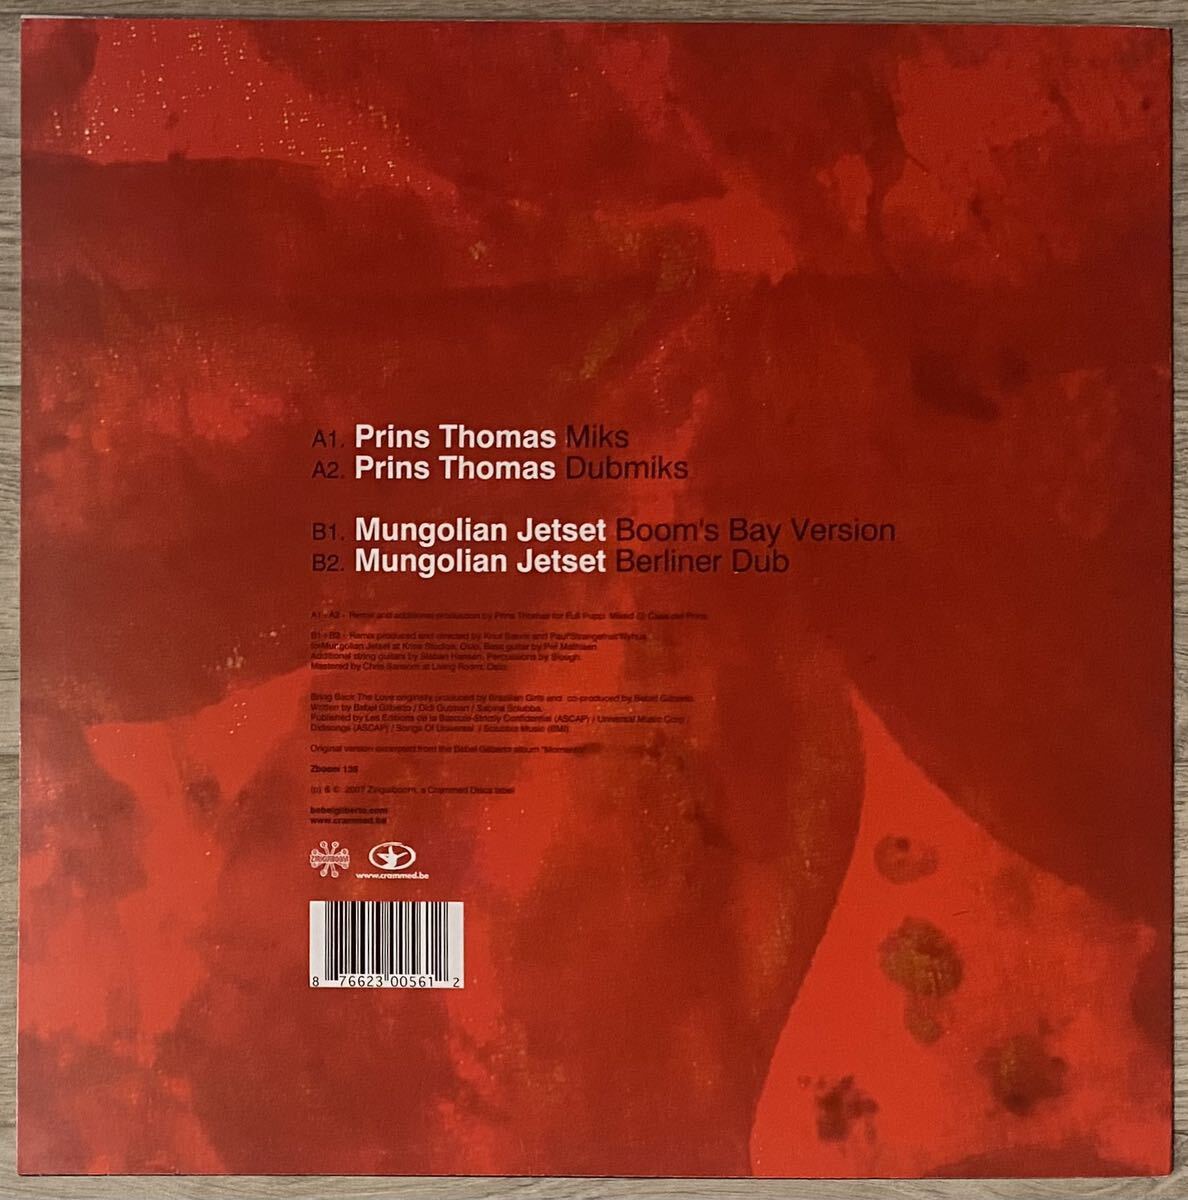 A1. Prins Thomas Miks
A2. Prins Thomas Dubmiks
B1. Mungolian Jetset Boom's Bay Version
B2. Mungolian Jetset Berliner Dub
A1 - A2 - Remix and additional production by Prins Thomas for Full Pupp. Mixed @ Casa del Prins
B1 - B2 - Remix produced and directed by Knut Sævik and Paul"Strangefruit"Nyhus
for Mungolian Jetset at Krise Studios, Oslo. Bass guitar by Per Mathisen
Additional string guitars by Staban Hansen. Percussions by Slough.
Mastered by Chris Sansom at Living Room, Oslo
Bring Back The Love originally produced by Brazilian Girls and co-produced by Bebel Gilberto.
Written by Bebel Gilberto / Didi Gutman / Sabina Sciubba.
Published by Les Editions de la Bascule-Strictly Confidential (ASCAP) / Universal Music Corp /
Didisongs (ASCAP) / Songs Of Universal / Sciubba Music (BMI)
Original version excerpted from the Bebel Gilberto album "Momento"
Zboom
(p) & © 2007 Ziriguiboom, a Crammed Discs label
bebelgilberto.com
www.crammed.be
ZIRIGUIBOOM
www.crammed.be
8 76623 00561 2